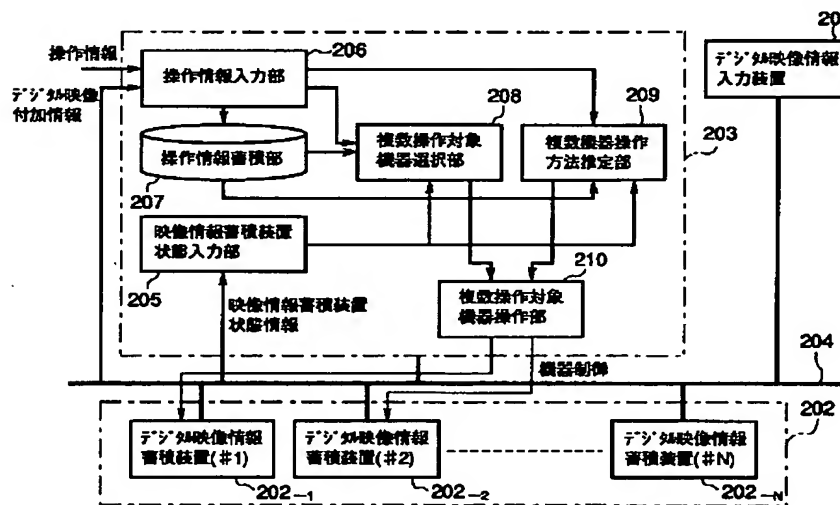 操作情報
デジタル映像
付加情報
206
操作情報入力部
操作情報蓄積部
207
208
複数操作対象
機器選択部
209
複数機器操作
方法推定部
203
デジタル映像情報
入力装置
映像情報蓄積装置
状態入力部
205
映像情報蓄積装置
状態情報
210
複数操作対象
機器操作部
機器制御
204
202
デジタル映像情報
蓄積装置(#1)
202-1
デジタル映像情報
蓄積装置(#2)
202-2
デジタル映像情報
蓄積装置(#N)
202-N